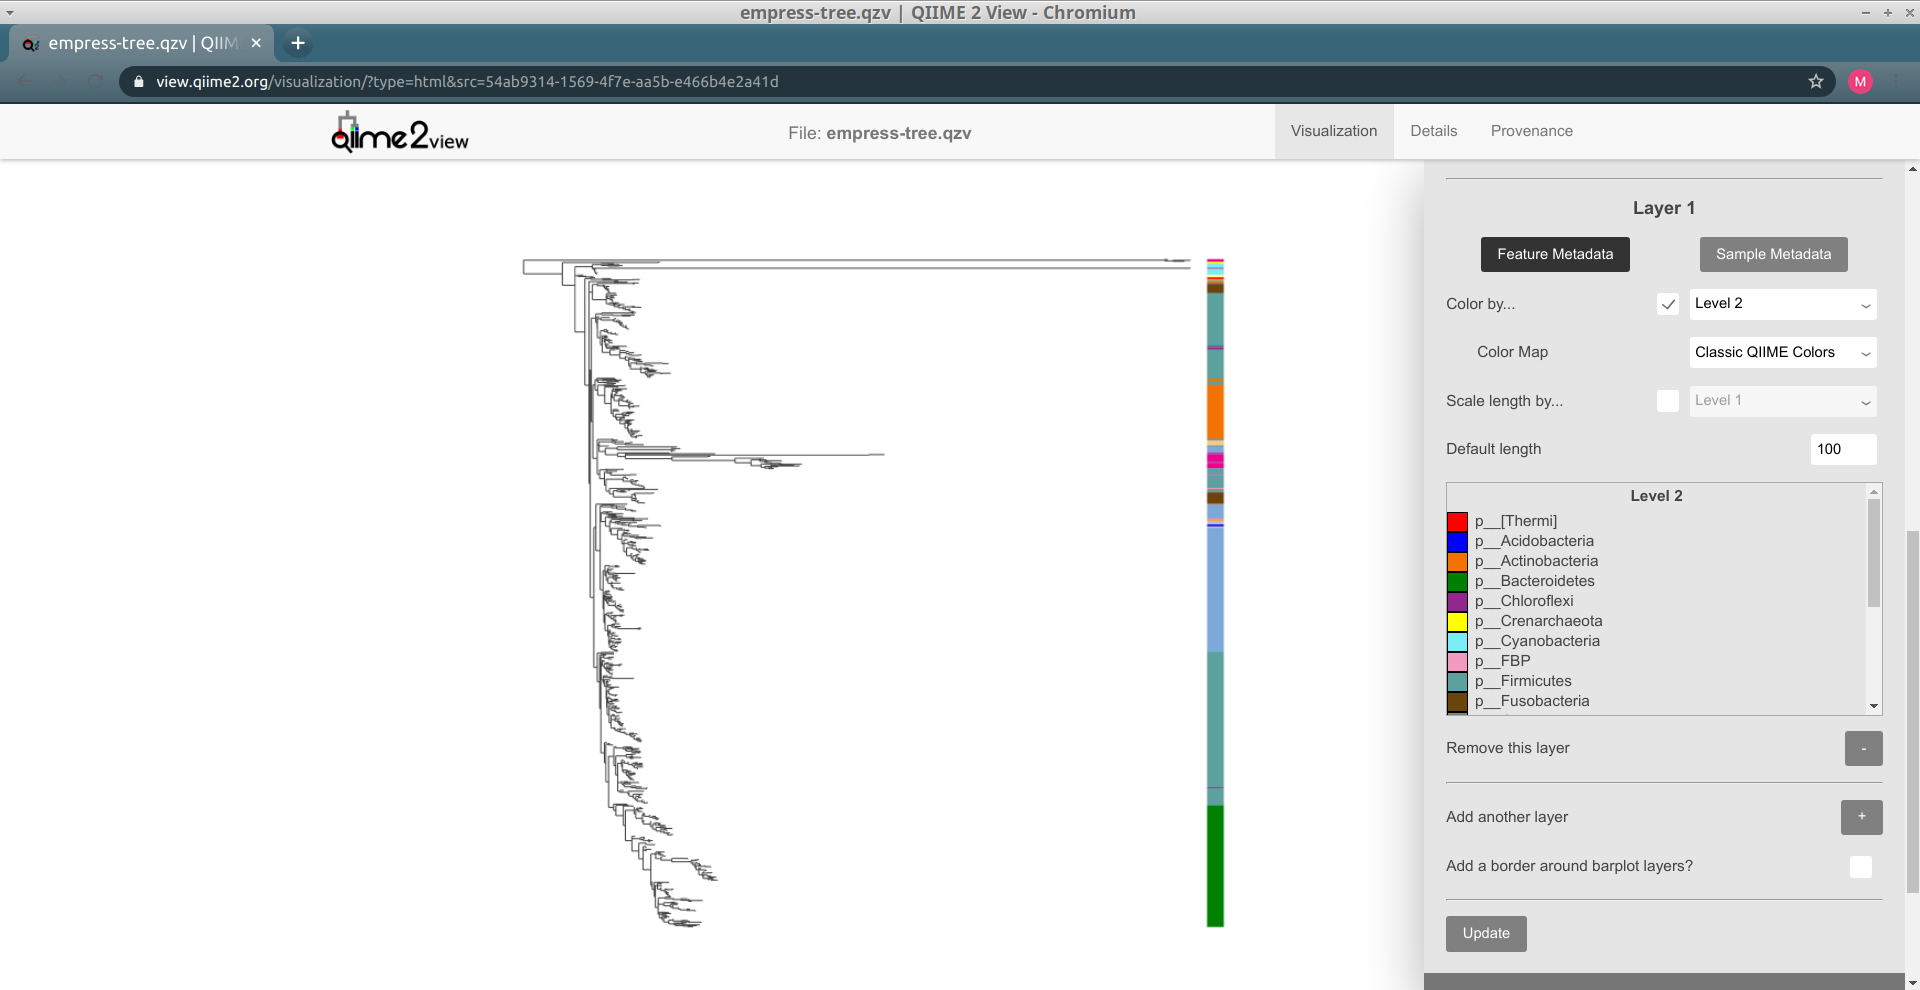 empress-tree.qzv | QIIME 2 View - Chromium
empress-tree.qzv | QIIM
view.qiime2.org/visualization/?type=html&src=54ab9314-1569-4f7e-aa5b-e466b4e2a41d
M
qiime2view
File: empress-tree.qzv
Visualization
Details
Provenance
Layer 1
Feature Metadata
Sample Metadata
Color by...
Level 2
Color Map
Classic QIIME Colors
Scale length by...
Level 1
Default length
100
Level 2
p__[Thermi]
p__Acidobacteria
p__Actinobacteria
p__Bacteroidetes
p__Chloroflexi
p__Crenarchaeota
p__Cyanobacteria
p__FBP
p__Firmicutes
p__Fusobacteria
Remove this layer
-
Add another layer
+
Add a border around barplot layers?
Update